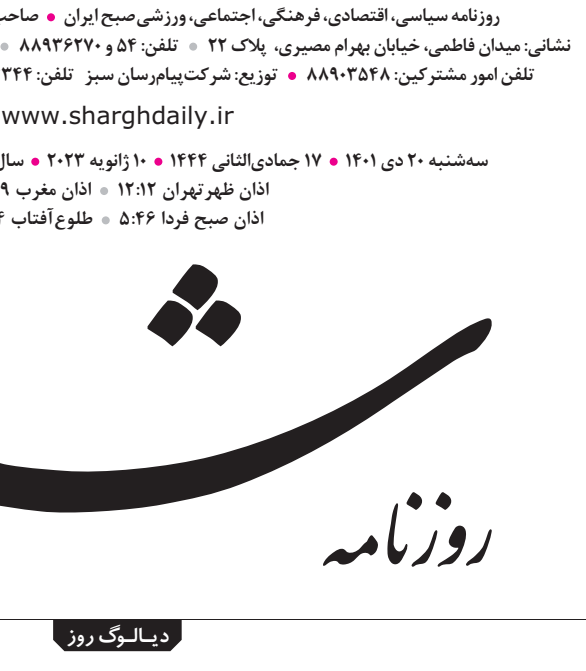 روزنامه سیاسی، اقتصادی، فرهنگی، اجتماعی، ورزشی صبح ایران ●
نشانی: میدان فاطمی، خیابان بهرام مصیری، پلاک ۲۲ ● تلفن: ۵۴ و ۸۸۹۳۶۲۷۰ ●
تلفن امور مشترکین: ۸۸۹۰۳۵۴۸ ● توزیع: شرکت پیام‌رسان سبز تلفن: ۳۴۴
www.sharghdaily.ir
سه‌شنبه ۲۰ دی ۱۴۰۱ ● ۱۷ جمادی‌الثانی ۱۴۴۴ ● ۱۰ ژانویه ۲۰۲۳ ● سال
اذان ظهر تهران ۱۲:۱۲ ● اذان مغرب
اذان صبح فردا ۵:۴۶ ● طلوع آفتاب
روزنامه
دیـالـوگ روز